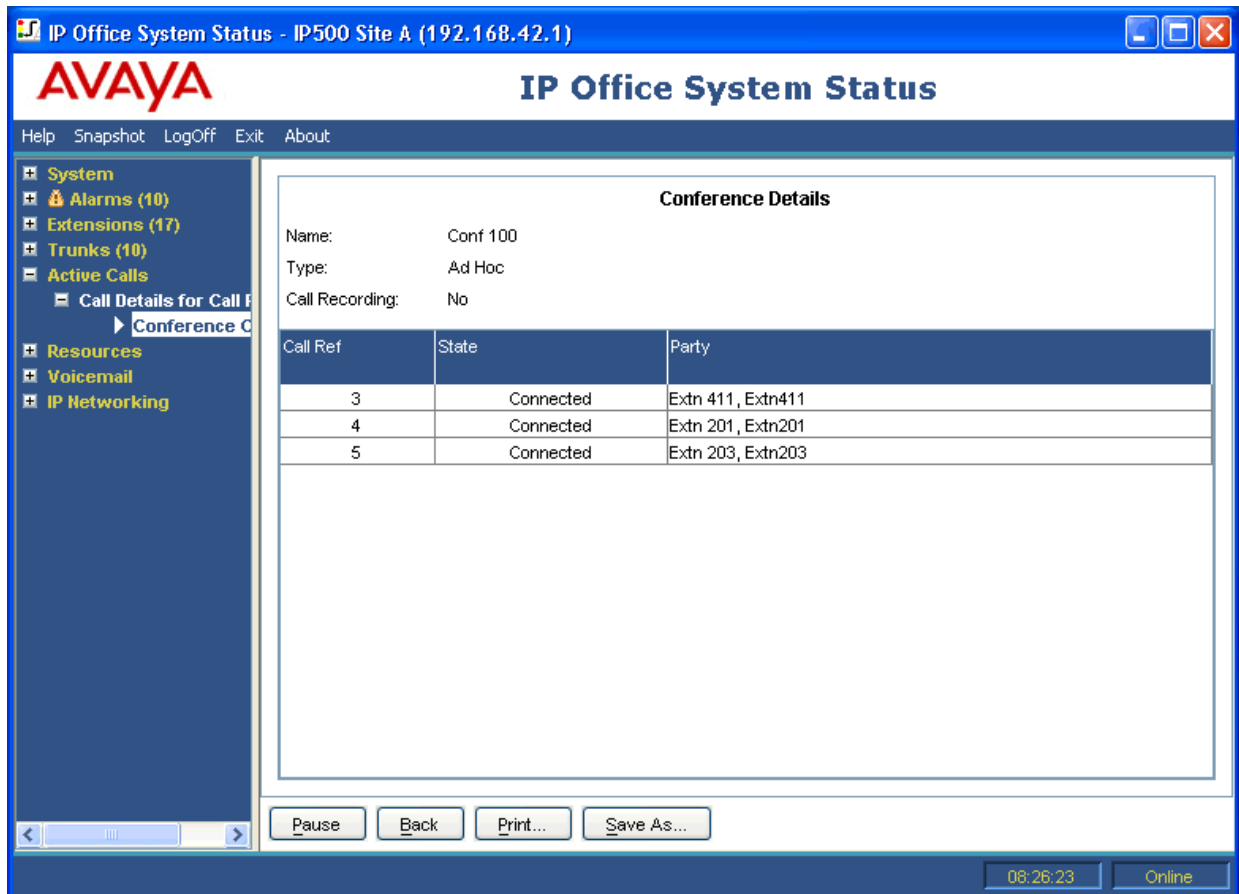 IP Office System Status - IP500 Site A (192.168.42.1)
AVAYA
IP Office System Status
Help Snapshot LogOff Exit About
System
Alarms (10)
Extensions (17)
Trunks (10)
Active Calls
Call Details for Call
Conference
Resources
Voicemail
IP Networking
Conference Details
Name: Conf 100
Type: Ad Hoc
Call Recording: No
Call Ref State Party
3 Connected Extn 411, Extn411
4 Connected Extn 201, Extn201
5 Connected Extn 203, Extn203
Pause Back Print... Save As...
08:26:23 Online